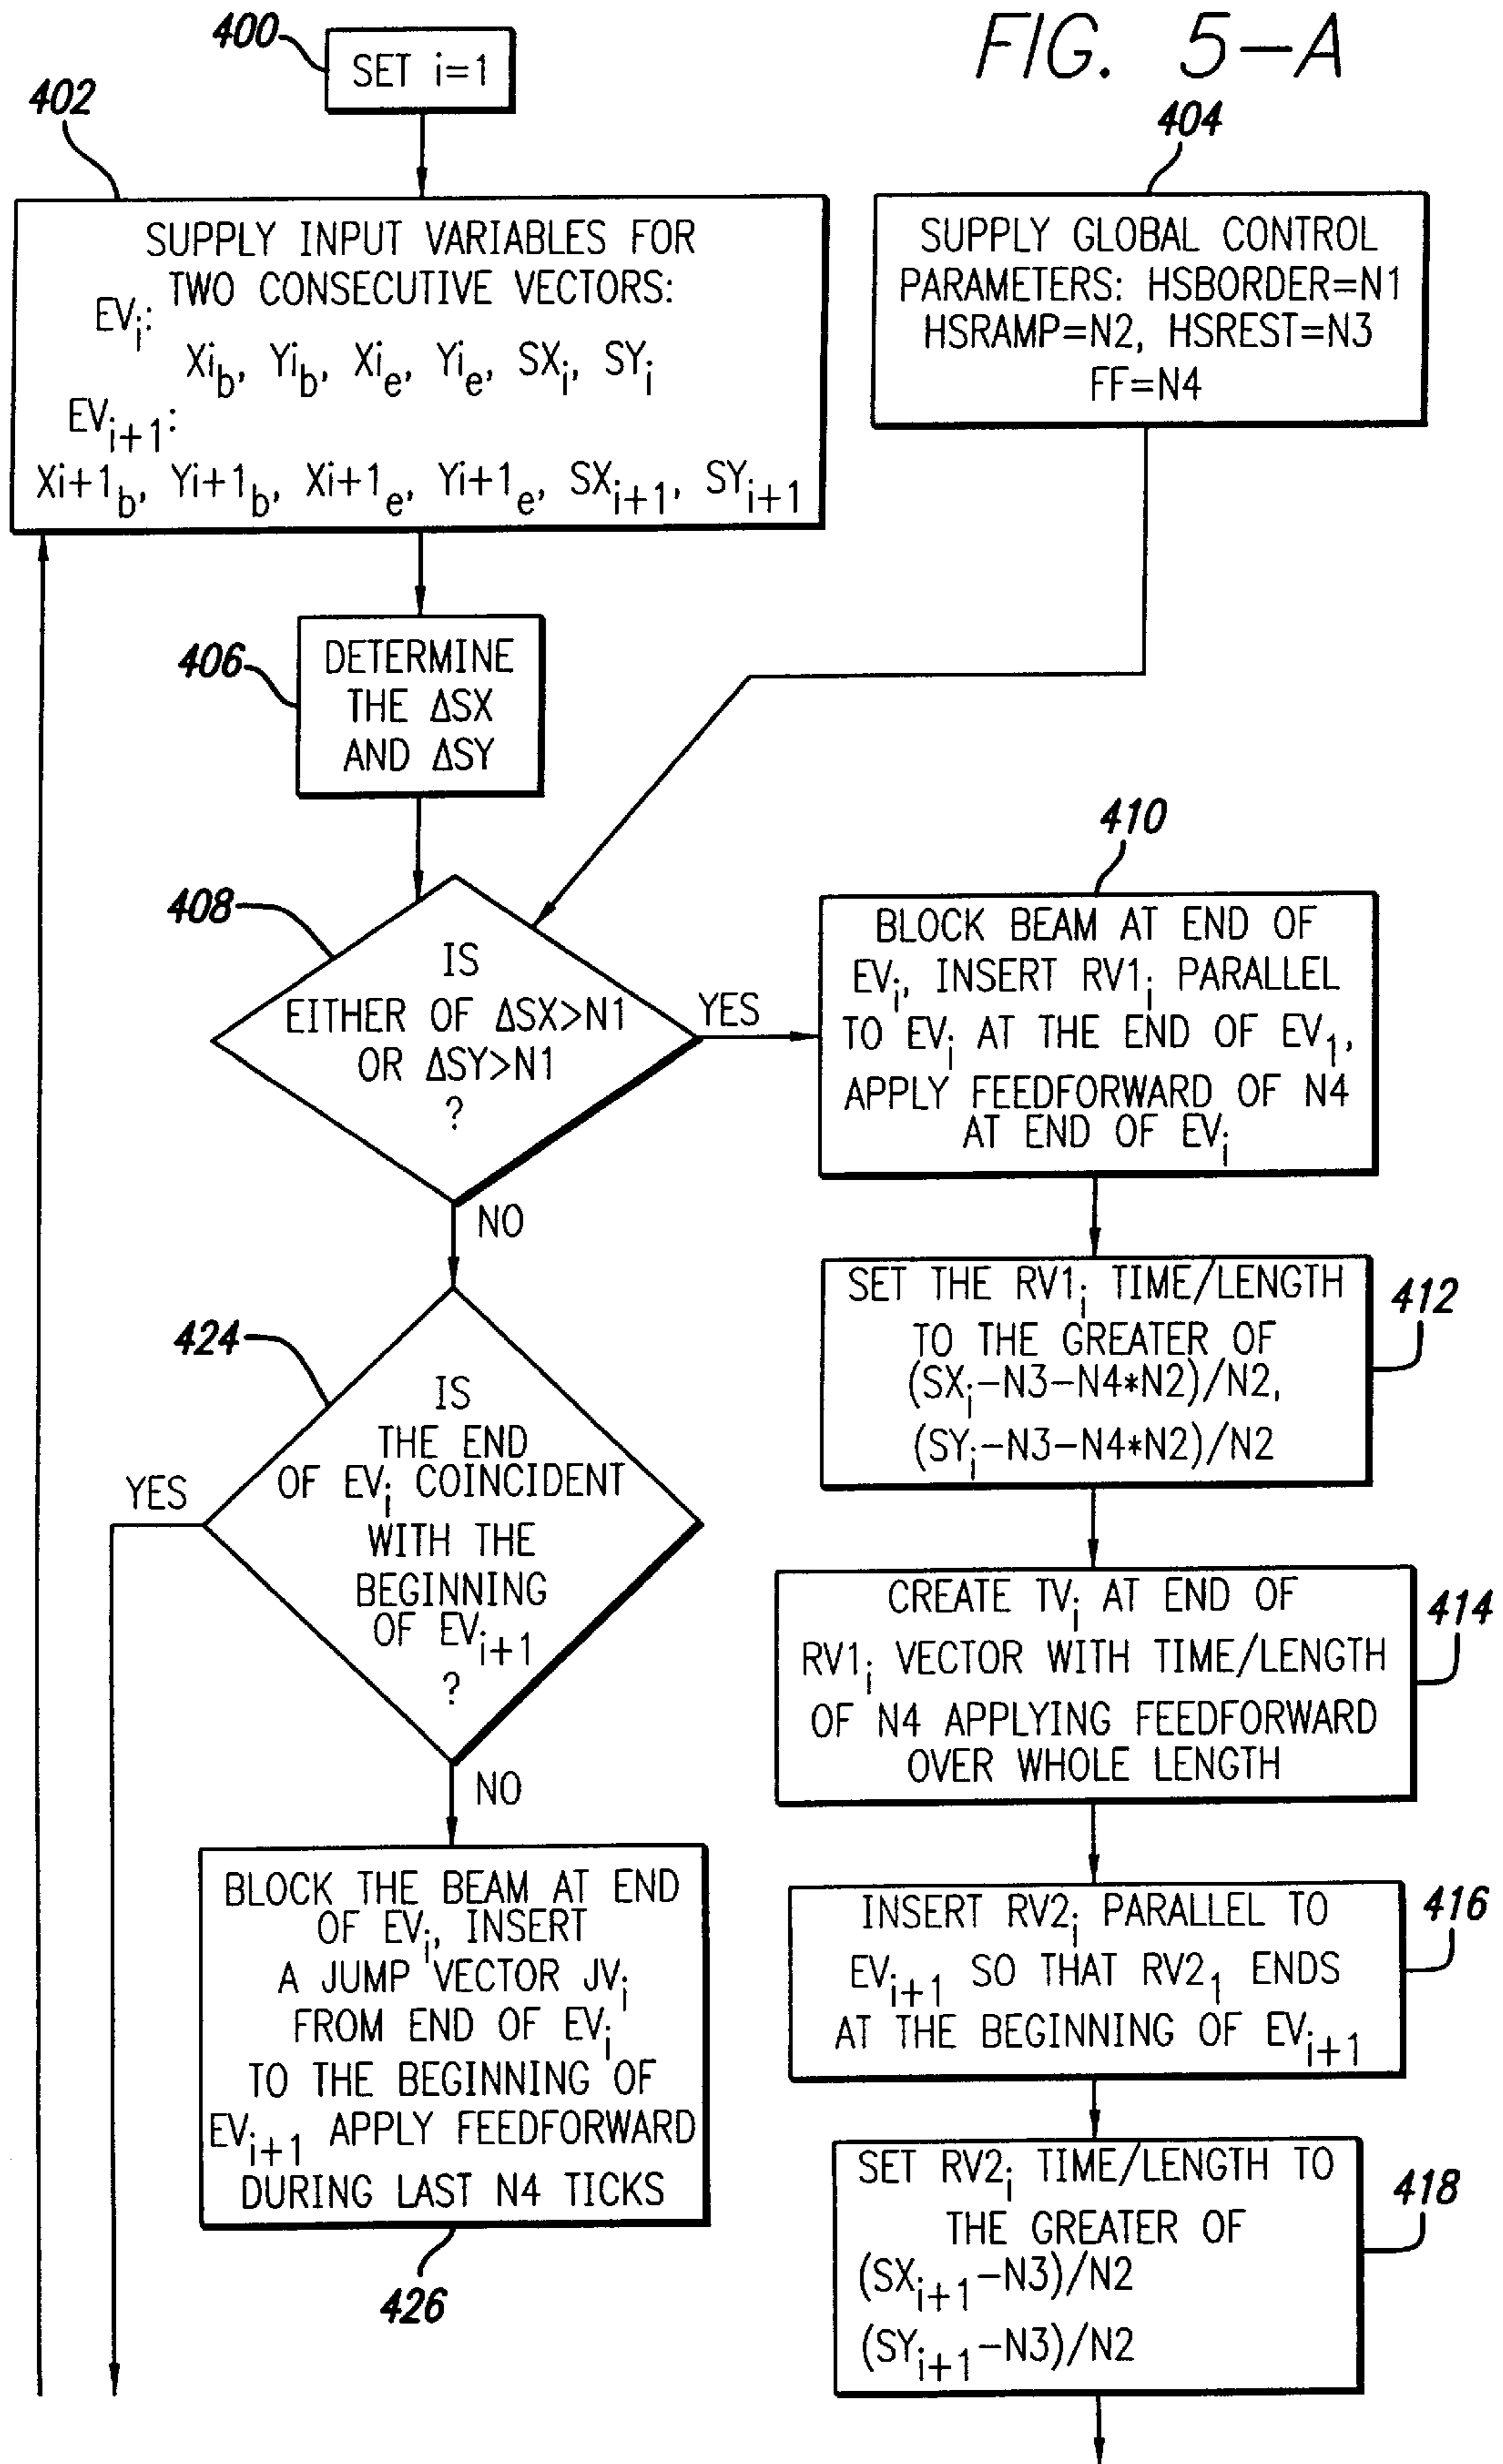 FIG. 5-A
400
SET i=1
402
SUPPLY INPUT VARIABLES FOR
TWO CONSECUTIVE VECTORS:
EVi:
Xib, Yib, Xie, Yie, SXi, SYi
EVi+1:
Xi+1b, Yi+1b, Xi+1e, Yi+1e, SXi+1, SYi+1
404
SUPPLY GLOBAL CONTROL
PARAMETERS: HSBORDER=N1
HSRAMP=N2, HSREST=N3
FF=N4
406
DETERMINE
THE ΔSX
AND ΔSY
408
IS
EITHER OF ΔSX>N1
OR ΔSY>N1
?
YES
NO
410
BLOCK BEAM AT END OF
EVi, INSERT RV1i PARALLEL
TO EVi AT THE END OF EV1,
APPLY FEEDFORWARD OF N4
AT END OF EVi
412
SET THE RV1i TIME/LENGTH
TO THE GREATER OF
(SXi-N3-N4*N2)/N2,
(SYi-N3-N4*N2)/N2
414
CREATE TVi AT END OF
RV1i VECTOR WITH TIME/LENGTH
OF N4 APPLYING FEEDFORWARD
OVER WHOLE LENGTH
416
INSERT RV2i PARALLEL TO
EVi+1 SO THAT RV21 ENDS
AT THE BEGINNING OF EVi+1
418
SET RV2i TIME/LENGTH TO
THE GREATER OF
(SXi+1-N3)/N2
(SYi+1-N3)/N2
424
IS
THE END
OF EVi COINCIDENT
WITH THE
BEGINNING
OF EVi+1
?
YES
NO
BLOCK THE BEAM AT END
OF EVi, INSERT
A JUMP VECTOR JVi
FROM END OF EVi
TO THE BEGINNING OF
EVi+1 APPLY FEEDFORWARD
DURING LAST N4 TICKS
426